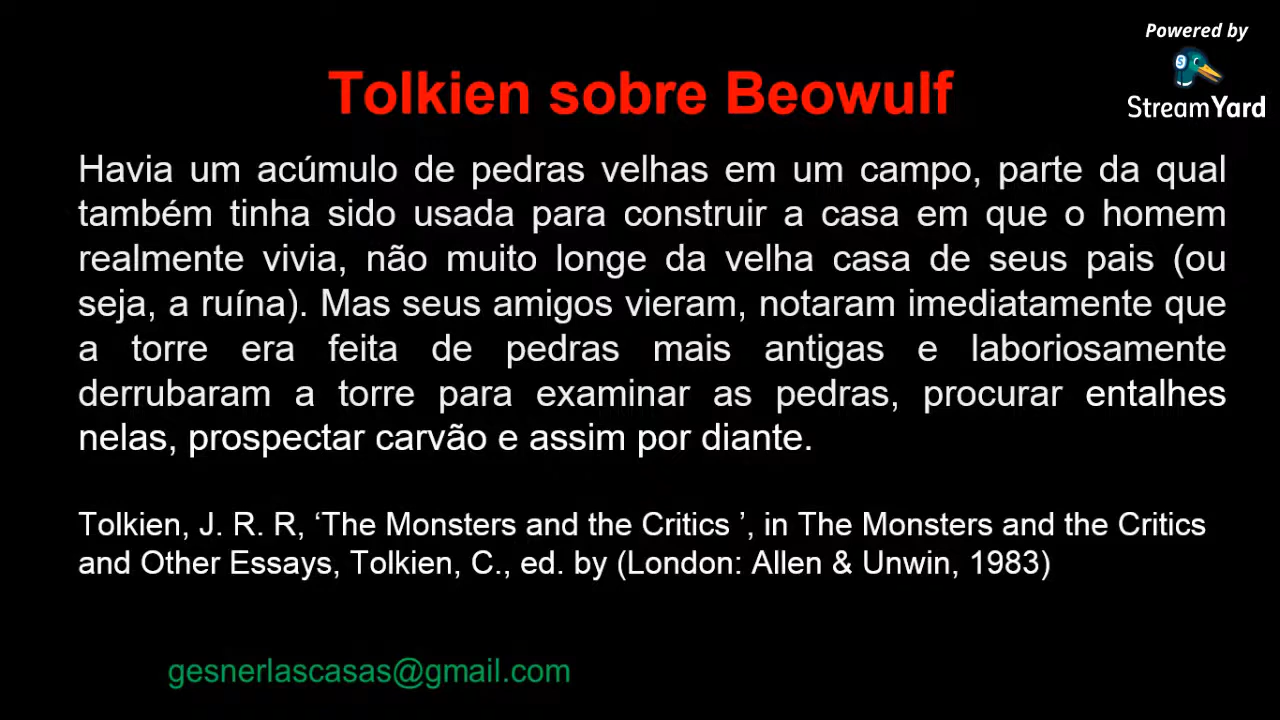 Powered by
StreamYard
Tolkien sobre Beowulf
Havia um acúmulo de pedras velhas em um campo, parte da qual
também tinha sido usada para construir a casa em que o homem
realmente vivia, não muito longe da velha casa de seus pais (ou
seja, a ruína). Mas seus amigos vieram, notaram imediatamente que
a torre era feita de pedras mais antigas e laboriosamente
derrubaram a torre para examinar as pedras, procurar entalhes
nelas, prospectar carvão e assim por diante.
Tolkien, J. R. R, ‘The Monsters and the Critics ’, in The Monsters and the Critics
and Other Essays, Tolkien, C., ed. by (London: Allen & Unwin, 1983)
gesnerlascasas@gmail.com